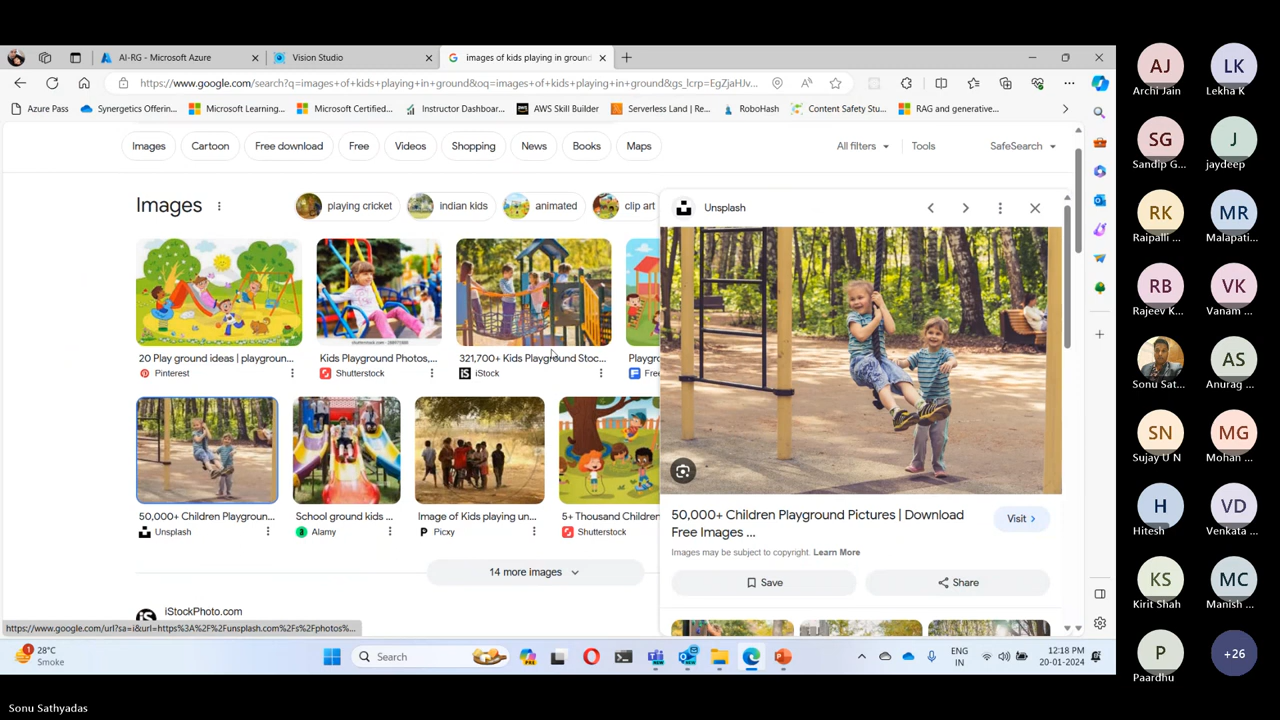 AI-RG - Microsoft Azure
Vision Studio
images of kids playing in ground
https://www.google.com/search?q=images+of+kids+playing+in+ground&oq=images+of+kids+playing+in+ground&gs_lcrp=EgZjaHJv...
Azure Pass
Synergetics Offerin...
Microsoft Learning...
Microsoft Certified...
Instructor Dashboar...
AWS Skill Builder
Serverless Land | Re...
RoboHash
Content Safety Stu...
RAG and generative...
Images
Cartoon
Free download
Free
Videos
Shopping
News
Books
Maps
All filters
Tools
SafeSearch
Images
playing cricket
indian kids
animated
clip art
Unsplash
20 Play ground ideas | playgroun...
Pinterest
Kids Playground Photos,...
Shutterstock
321,700+ Kids Playground Stoc...
iStock
Playgr
Free
50,000+ Children Playgroun...
Unsplash
School ground kids ...
Alamy
Image of Kids playing un...
Picxy
5+ Thousand Children
Shutterstock
50,000+ Children Playground Pictures | Download
Free Images ...
Visit
Images may be subject to copyright. Learn More
Save
Share
14 more images
iStockPhoto.com
https://www.google.com/url?sa=i&url=https%3A%2F%2Funsplash.com%2Fs%2Fphotos%...
28°C
Smoke
Search
ENG
IN
12:18 PM
20-01-2024
AJ
Archi Jain
LK
Lekha K
SG
Sandip G...
J
jaydeep
RK
Raipalli ...
MR
Malapati...
RB
Rajeev K...
VK
Vanam ...
Sonu Sat...
AS
Anurag ...
SN
Sujay U N
MG
Mohan ...
H
Hitesh
VD
Venkata ...
KS
Kirit Shah
MC
Manish ...
P
Paardhu
+26
Sonu Sathyadas